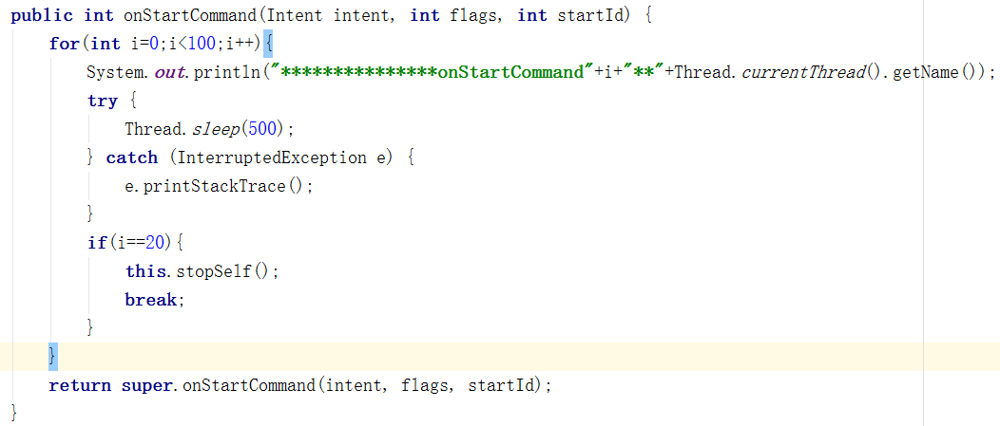 public int onStartCommand(Intent intent, int flags, int startId) {
for(int i=0;i<100;i++){
System.out.println("***************onStartCommand"+i+"**"+Thread.currentThread().getName());
try {
Thread.sleep(500);
} catch (InterruptedException e) {
e.printStackTrace();
}
if(i==20){
this.stopSelf();
break;
}
}
return super.onStartCommand(intent, flags, startId);
}